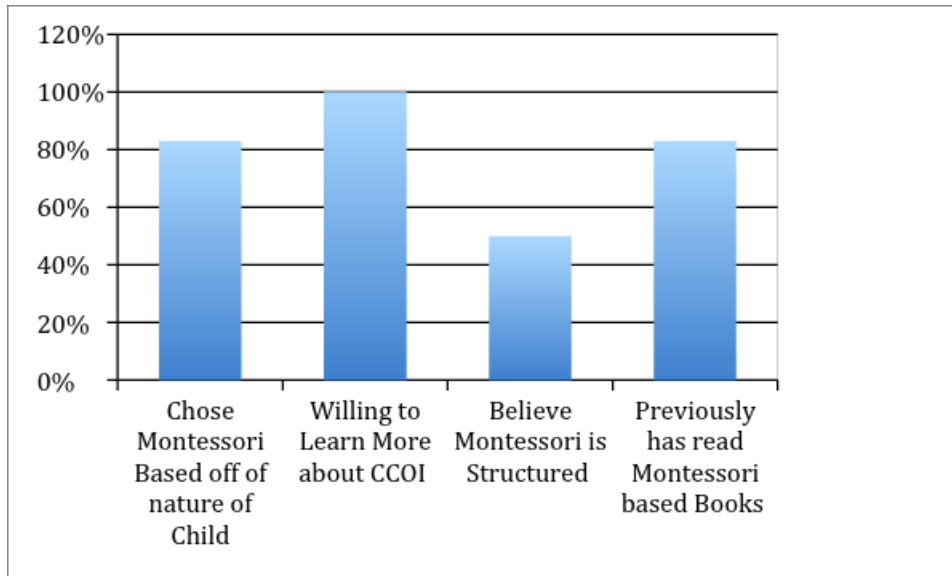 120%
100%
80%
60%
40%
20%
0%
Chose
Montessori
Based off of
nature of
Child
Willing to
Learn More
about CCOI
Believe
Montessori is
Structured
Previously
has read
Montessori
based Books